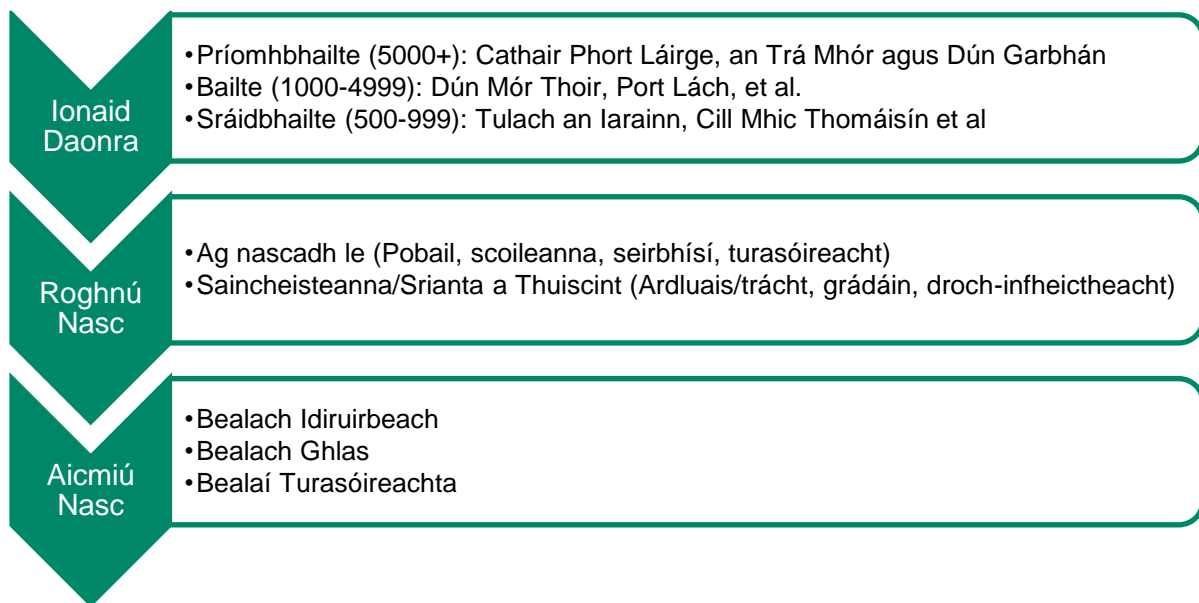 Ionaid
Daonra
•Príomhbhailte (5000+): Cathair Phort Láirge, an Trá Mhór agus Dún Garbhán
•Bailte (1000-4999): Dún Mór Thoir, Port Lách, et al.
•Sráidbhailte (500-999): Tulach an Iarainn, Cill Mhic Thomáisín et al
Roghnú
Nasc
•Ag nascadh le (Pobail, scoileanna, seirbhísí, turasóireacht)
•Saincheisteanna/Srianta a Thuiscint (Ardluais/trácht, grádáin, droch-infheictheacht)
Aicmiú
Nasc
•Bealach Idiruirbeach
•Bealach Ghlas
•Bealaí Turasóireachta